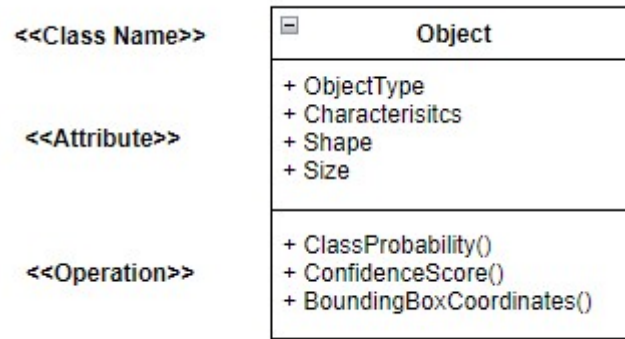 <<Class Name>>
Object
<<Attribute>>
+ ObjectType
+ Characterisitcs
+ Shape
+ Size
<<Operation>>
+ ClassProbability()
+ ConfidenceScore()
+ BoundingBoxCoordinates()